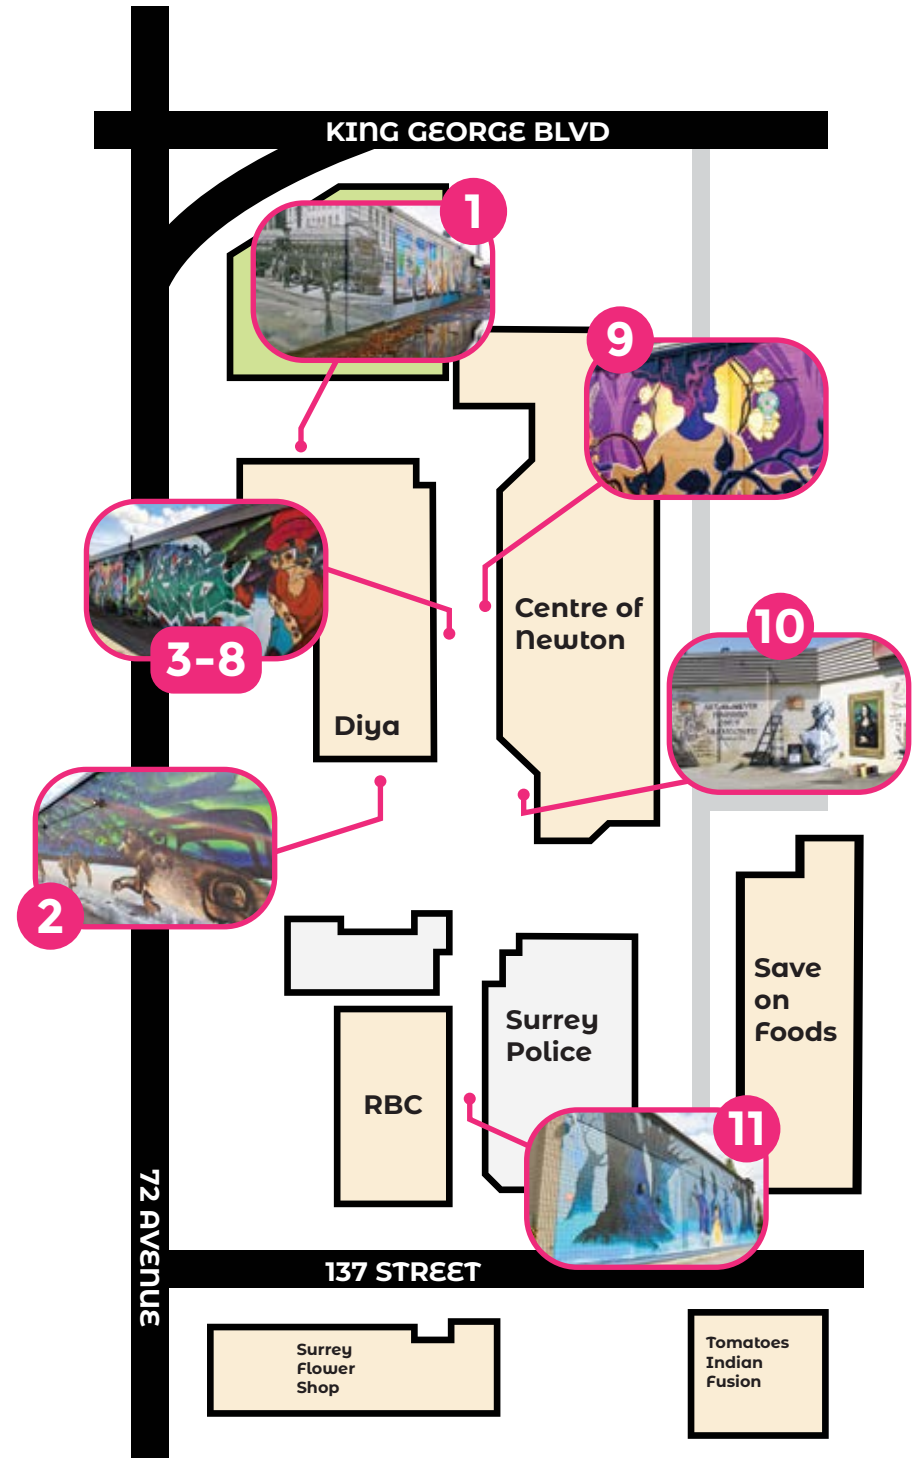 KING GEORGE BLVD
1
9
Centre of
Newton
10
3-8
Diya
2
Save
on
Foods
Surrey
Police
RBC
11
72 AVENUE
137 STREET
Surrey
Flower
Shop
Tomatoes
Indian
Fusion